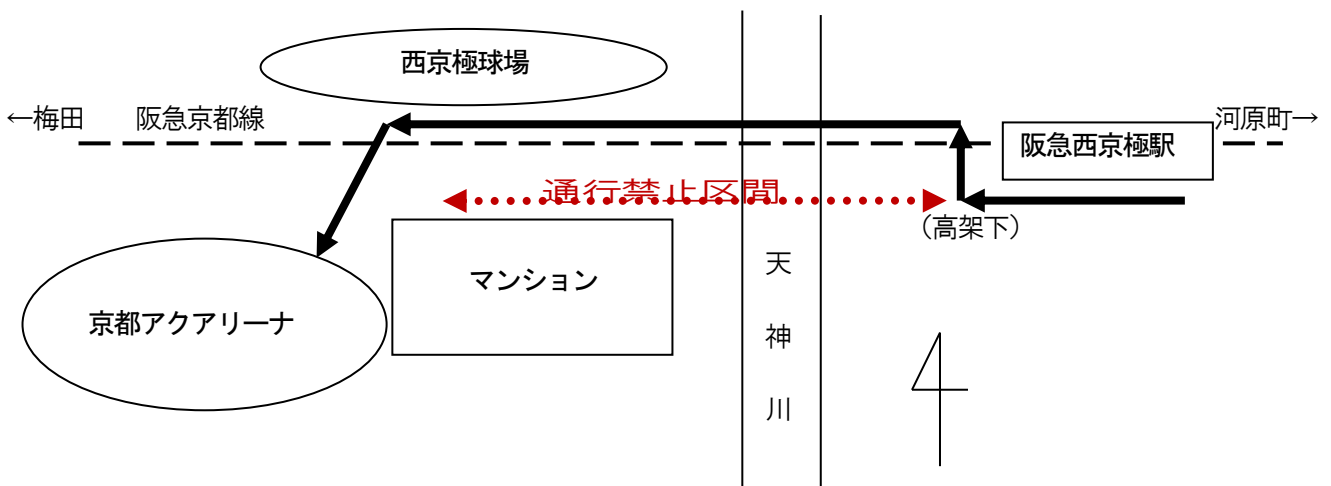 西京極球場
←梅田
阪急京都線
河原町→
阪急西京極駅
通行禁止区間
（高架下）
天神川
マンション
京都アクアリーナ